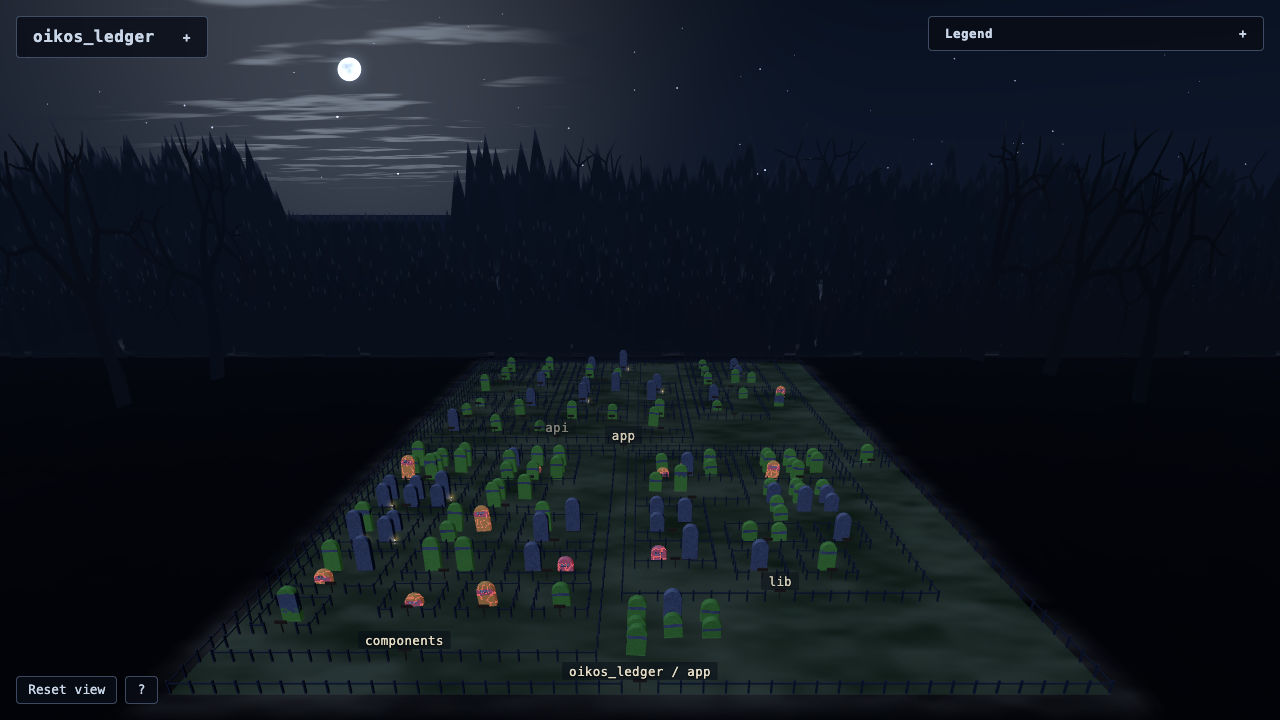 oikos_ledger +
Legend +
api
app
lib
components
oikos_ledger / app
Reset view
?